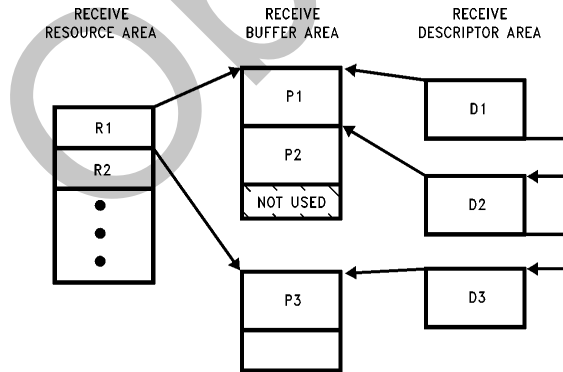 RECEIVE
RESOURCE AREA
RECEIVE
BUFFER AREA
RECEIVE
DESCRIPTOR AREA
R1
R2
P1
P2
NOT USED
P3
D1
D2
D3